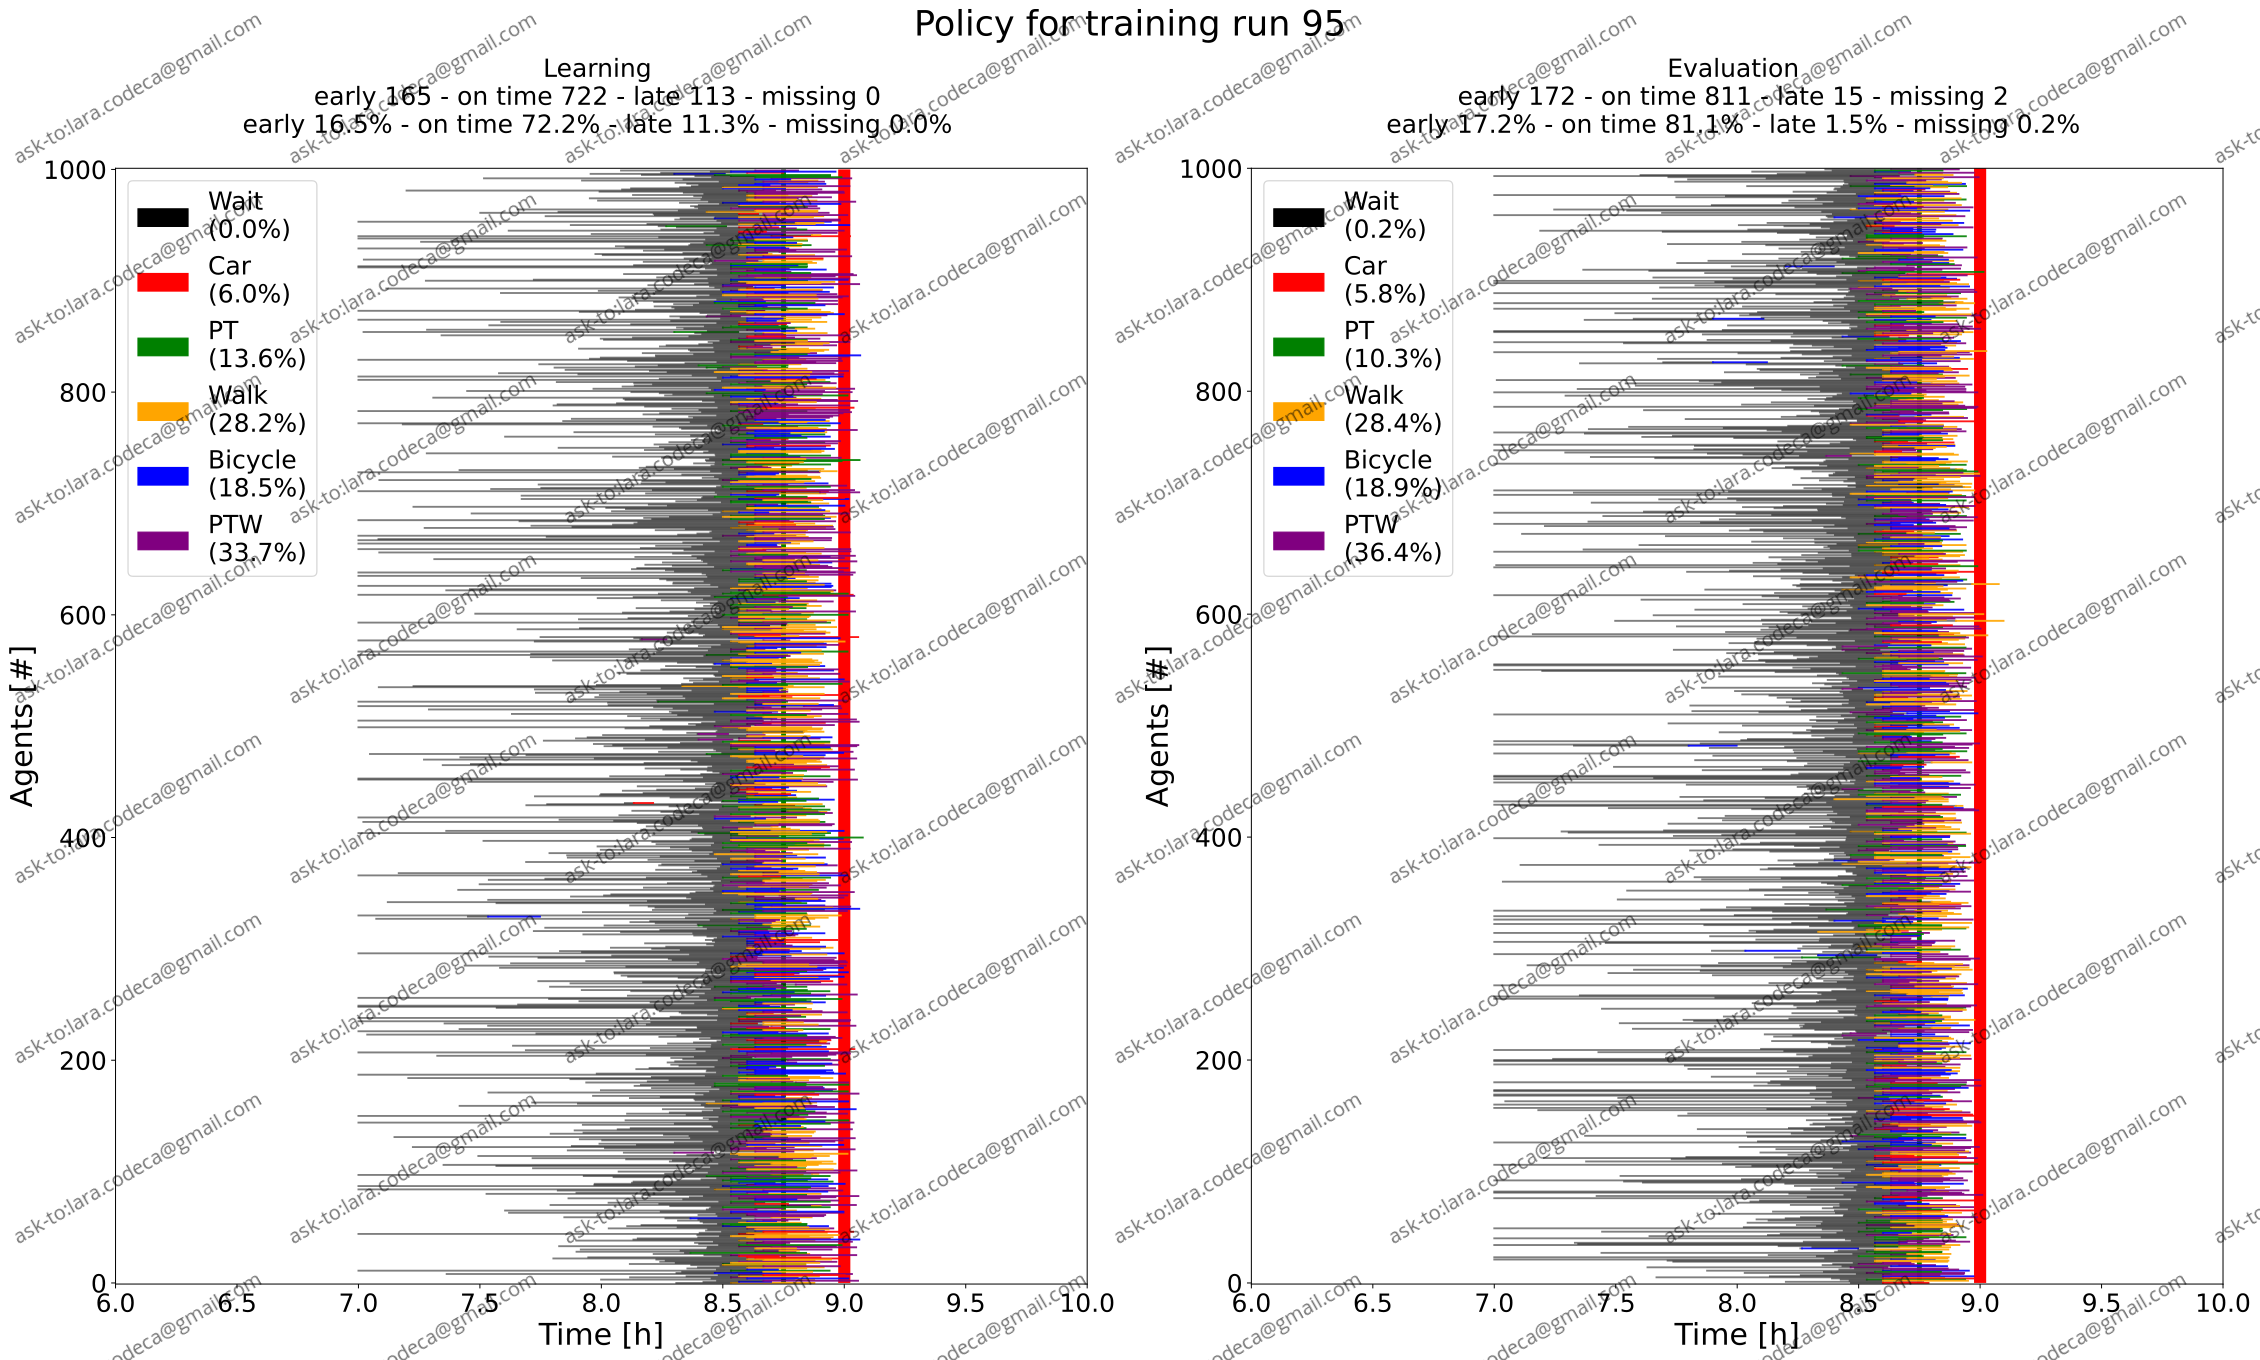 Policy for training run 95
Learning
early 165 - on time 722 - late 113 - missing 0
early 16.5% - on time 72.2% - late 11.3% - missing 0.0%
1000
800
600
400
200
0
Agents [#]
Wait
(0.0%)
Car
(6.0%)
PT
(13.6%)
Walk
(28.2%)
Bicycle
(18.5%)
PTW
(33.7%)
6.0 6.5 7.0 7.5 8.0 8.5 9.0 9.5 10.0
Time [h]
Evaluation
early 172 - on time 811 - late 15 - missing 2
early 17.2% - on time 81.1% - late 1.5% - missing 0.2%
1000
800
600
400
200
0
Agents [#]
Wait
(0.2%)
Car
(5.8%)
PT
(10.3%)
Walk
(28.4%)
Bicycle
(18.9%)
PTW
(36.4%)
6.0 6.5 7.0 7.5 8.0 8.5 9.0 9.5 10.0
Time [h]
ask-to:lara.codeca@gmail.com